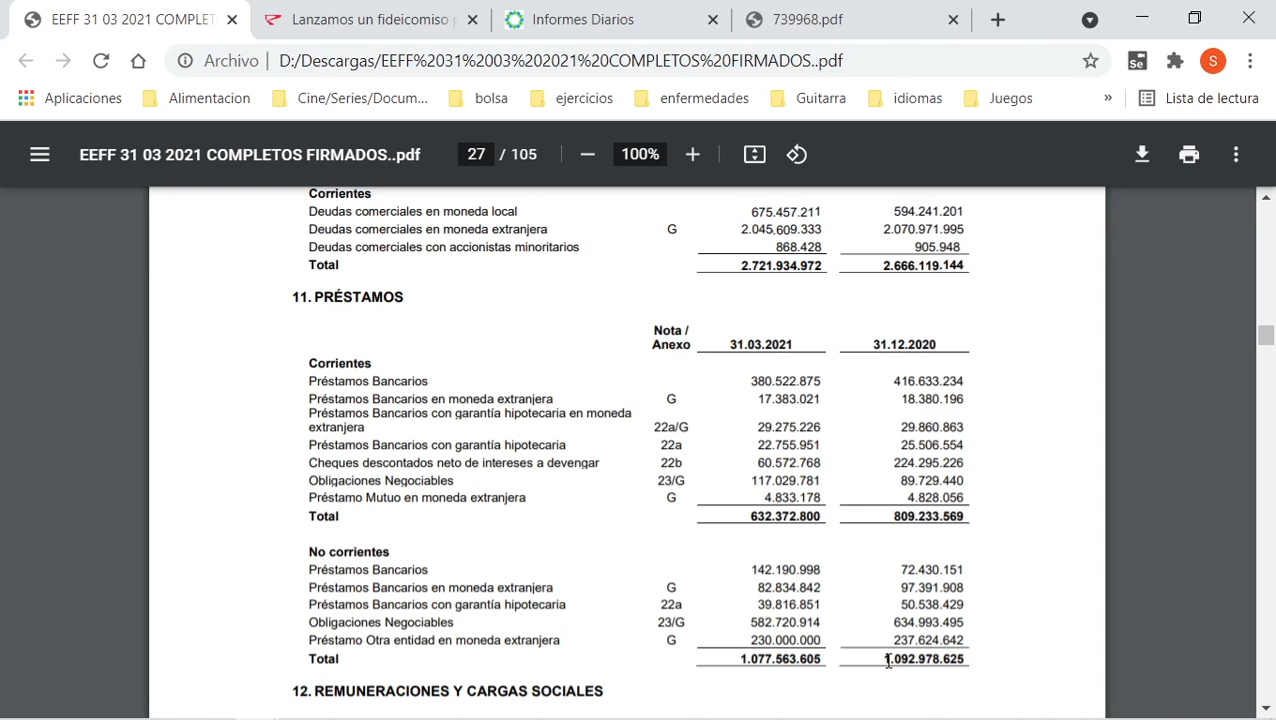 EEFF 31 03 2021 COMPLET
Lanzamos un fideicomiso
Informes Diarios
739968.pdf
Archivo D:/Descargas/EEFF%2031%2003%202021%20COMPLETOS%20FIRMADOS..pdf
Se
S
Aplicaciones
Alimentacion
Cine/Series/Docum...
bolsa
ejercicios
enfermedades
Guitarra
idiomas
Juegos
»
Lista de lectura
EEFF 31 03 2021 COMPLETOS FIRMADOS..pdf 27 / 105 100%
Corrientes
Deudas comerciales en moneda local 675.457.211 594.241.201
Deudas comerciales en moneda extranjera G 2.045.609.333 2.070.971.995
Deudas comerciales con accionistas minoritarios 868.428 905.948
Total 2.721.934.972 2.666.119.144
11. PRÉSTAMOS
Nota /
Anexo 31.03.2021 31.12.2020
Corrientes
Préstamos Bancarios 380.522.875 416.633.234
Préstamos Bancarios en moneda extranjera G 17.383.021 18.380.196
Préstamos Bancarios con garantía hipotecaria en moneda
extranjera 22a/G 29.275.226 29.860.863
Préstamos Bancarios con garantía hipotecaria 22a 22.755.951 25.506.554
Cheques descontados neto de intereses a devengar 22b 60.572.768 224.295.226
Obligaciones Negociables 23/G 117.029.781 89.729.440
Préstamo Mutuo en moneda extranjera G 4.833.178 4.828.056
Total 632.372.800 809.233.569
No corrientes
Préstamos Bancarios 142.190.998 72.430.151
Préstamos Bancarios en moneda extranjera G 82.834.842 97.391.908
Préstamos Bancarios con garantía hipotecaria 22a 39.816.851 50.538.429
Obligaciones Negociables 23/G 582.720.914 634.993.495
Préstamo Otra entidad en moneda extranjera G 230.000.000 237.624.642
Total 1.077.563.605 1.092.978.625
12. REMUNERACIONES Y CARGAS SOCIALES